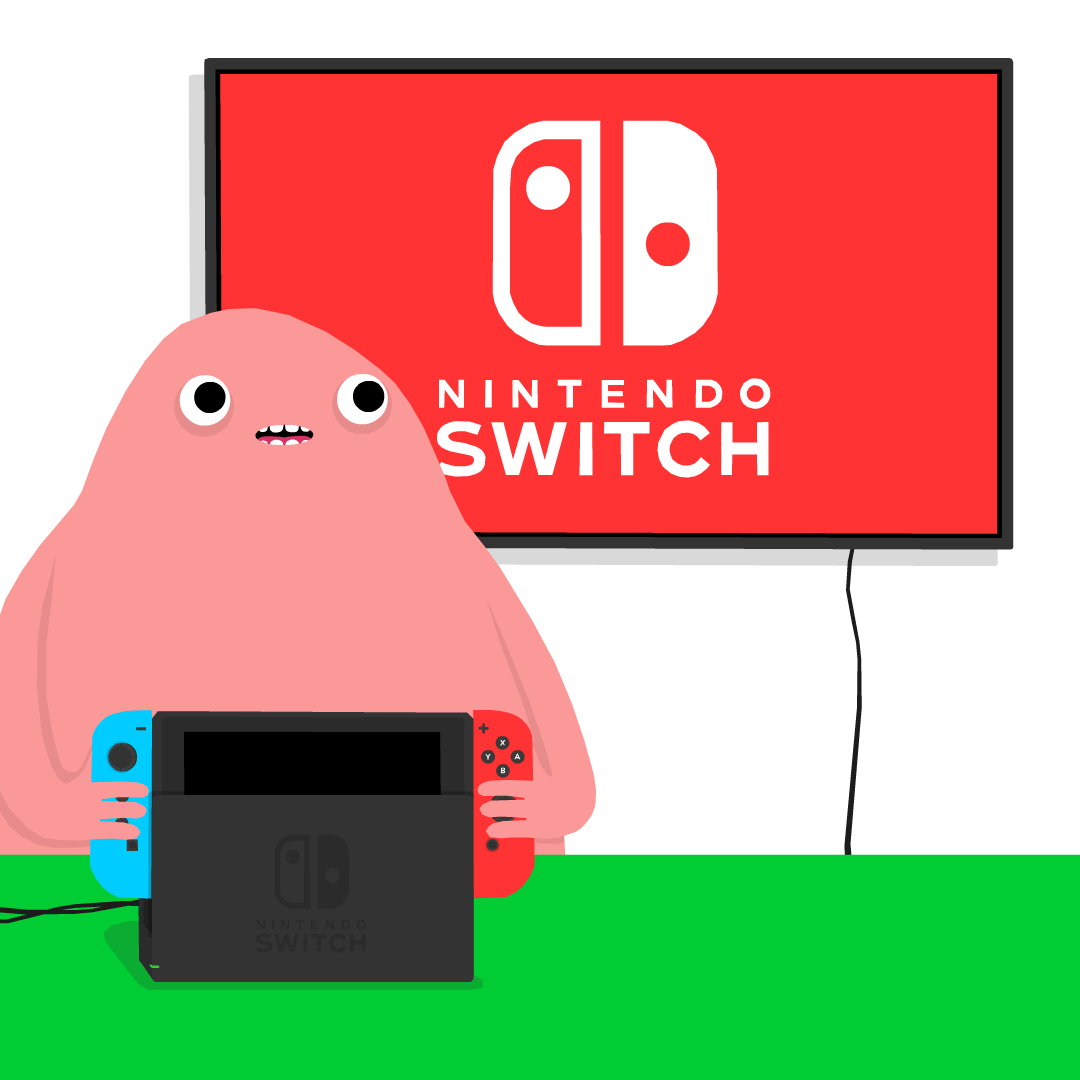 NINTENDO
SWITCH
+
X
Y A
B
NINTENDO
SWITCH